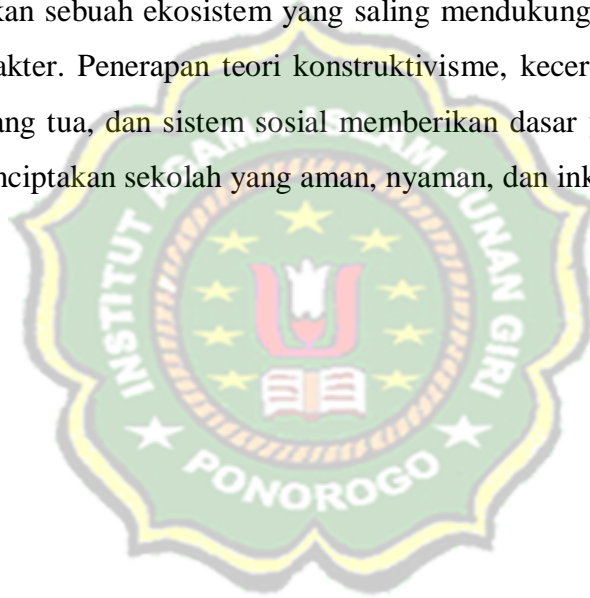 kan sebuah ekosistem yang saling mendukung
akter. Penerapan teori konstruktivisme, kecer
ang tua, dan sistem sosial memberikan dasar
nciptakan sekolah yang aman, nyaman, dan ink
INSTITUT AGAMA ISLAM SUNAN GIRI
PONOROGO